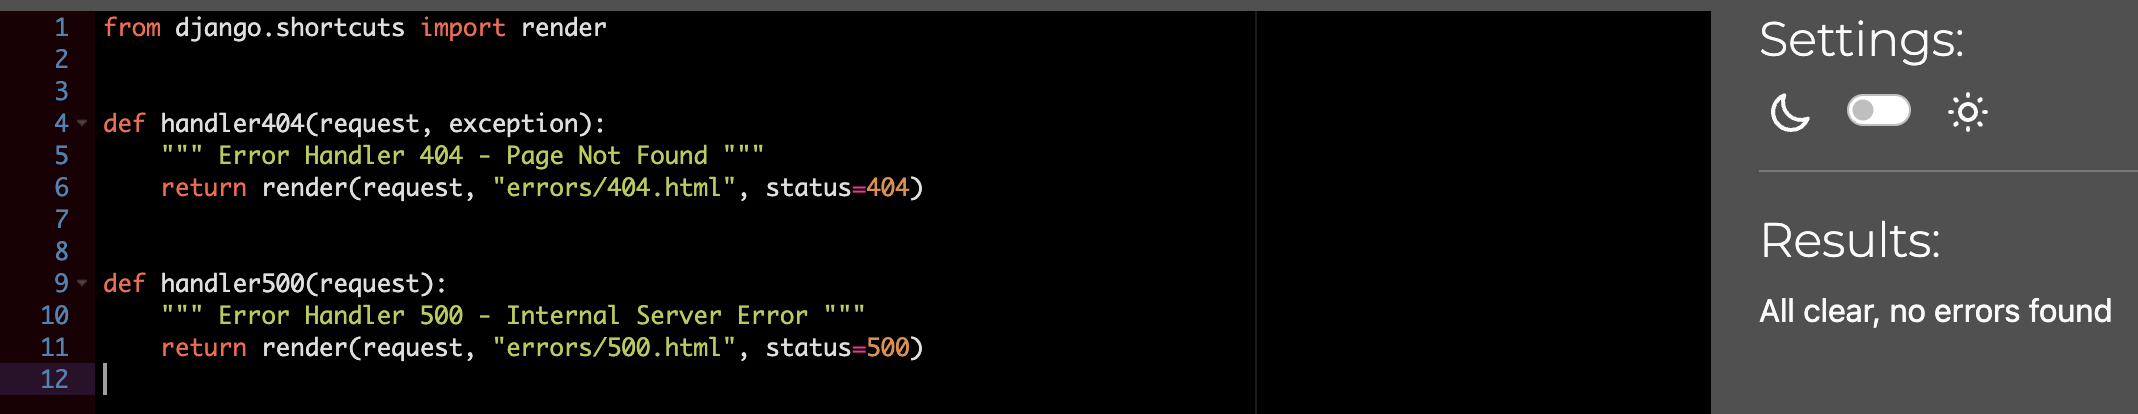 1 from django.shortcuts import render
2
3
4 def handler404(request, exception):
5     """ Error Handler 404 - Page Not Found """
6     return render(request, "errors/404.html", status=404)
7
8
9 def handler500(request):
10     """ Error Handler 500 - Internal Server Error """
11     return render(request, "errors/500.html", status=500)
12
Settings:
Results:
All clear, no errors found